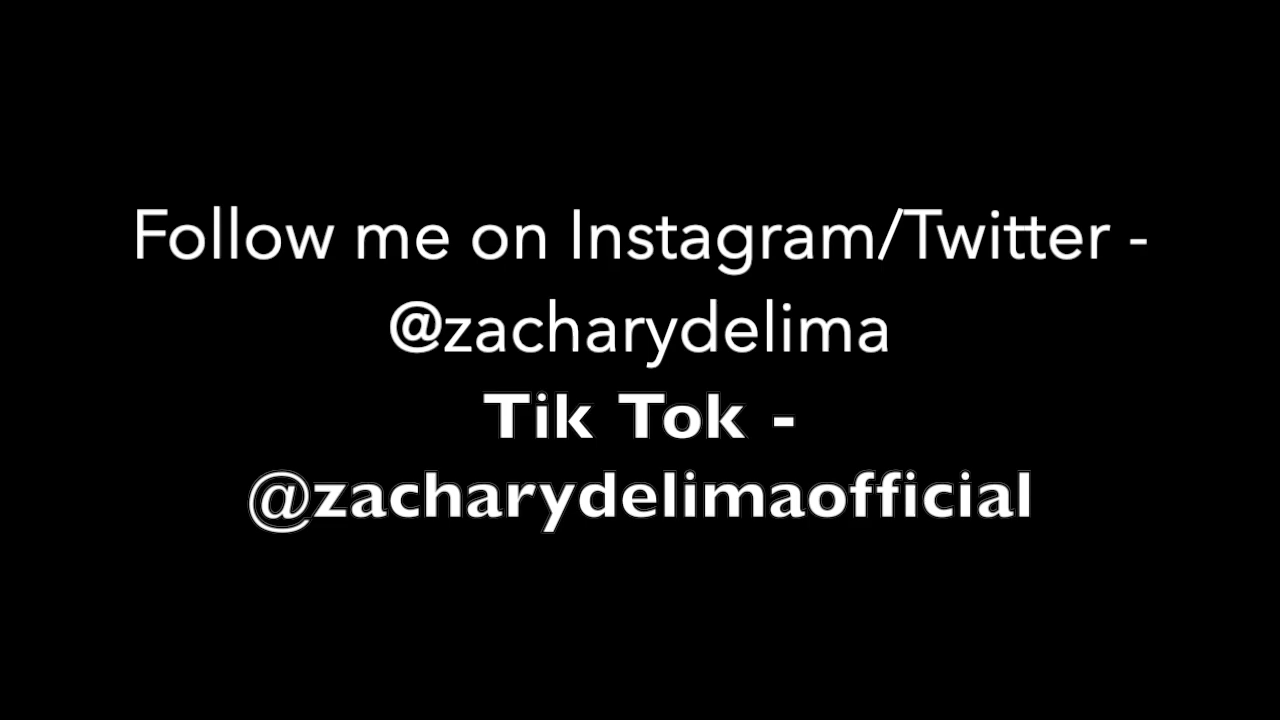 Follow me on Instagram/Twitter -
@zacharydelima
Tik Tok -
@zacharydelimaofficial